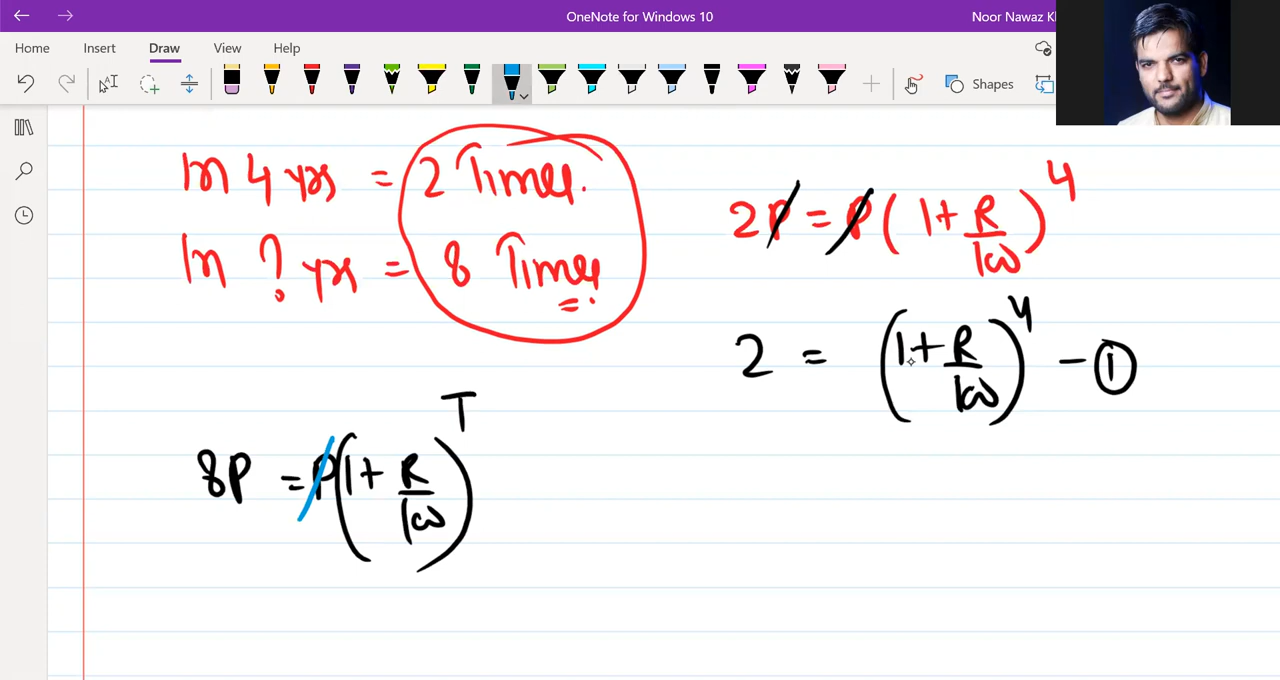 OneNote for Windows 10
Noor Nawaz Kh
Home Insert Draw View Help
Shapes
In 4 yrs = 2 Times.
In ? yrs = 8 Times
2P = P(1+R/100)^4
2 = (1+R/100)^4 - ①
8P = P(1+R/100)^T